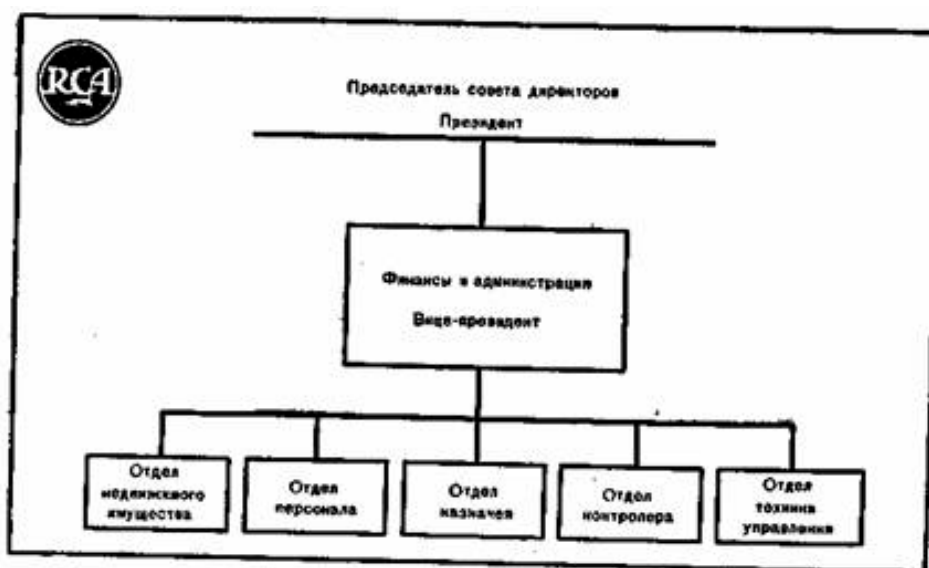 RCA
Председатель совета директоров
Президент
Финансы и администрация
Вице-президент
Отдел
недвижимого
имущества
Отдел
персонала
Отдел
казначея
Отдел
контролера
Отдел
техники
управления